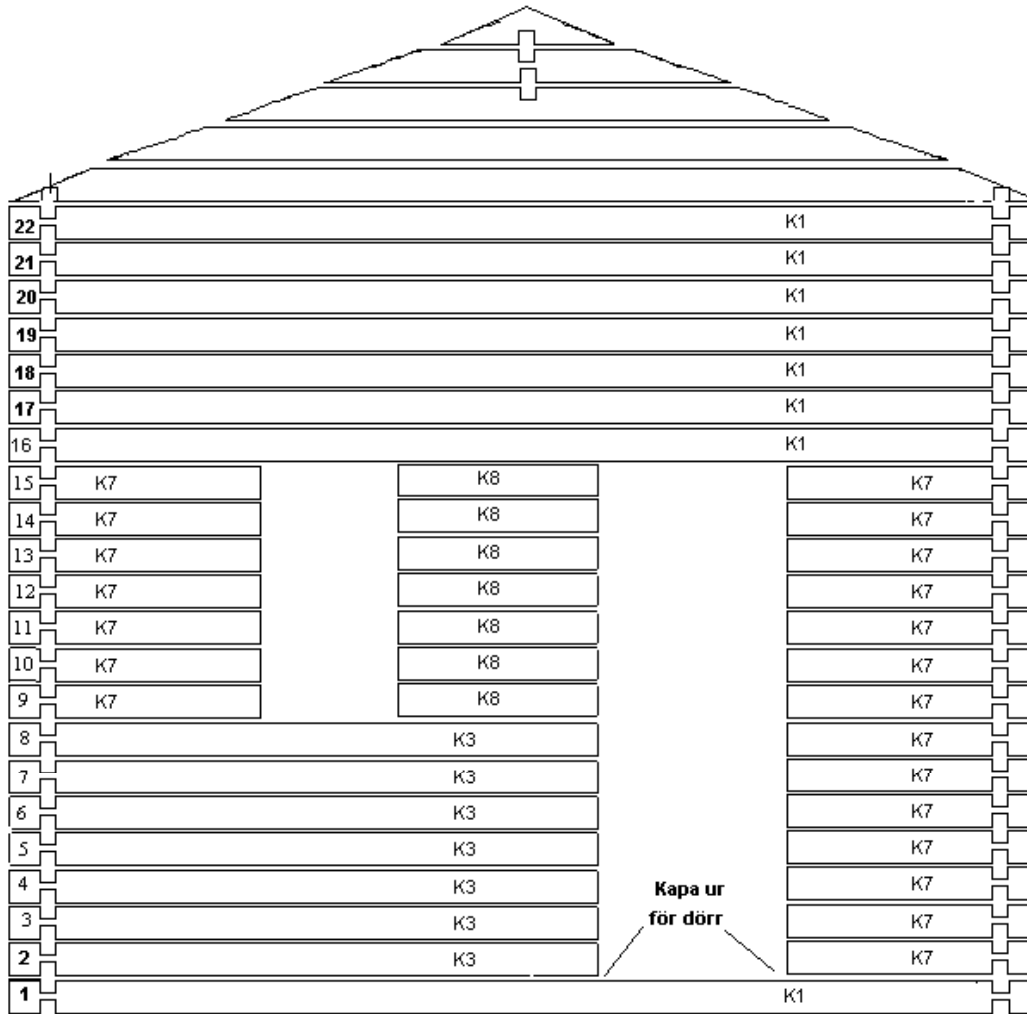 22 K1
21 K1
20 K1
19 K1
18 K1
17 K1
16 K1
15 K7 K8 K7
14 K7 K8 K7
13 K7 K8 K7
12 K7 K8 K7
11 K7 K8 K7
10 K7 K8 K7
9 K7 K8 K7
8 K3 K7
7 K3 K7
6 K3 K7
5 K3 K7
4 K3 K7
Kapa ur
för dörr
3 K3 K7
2 K3 K7
1 K1